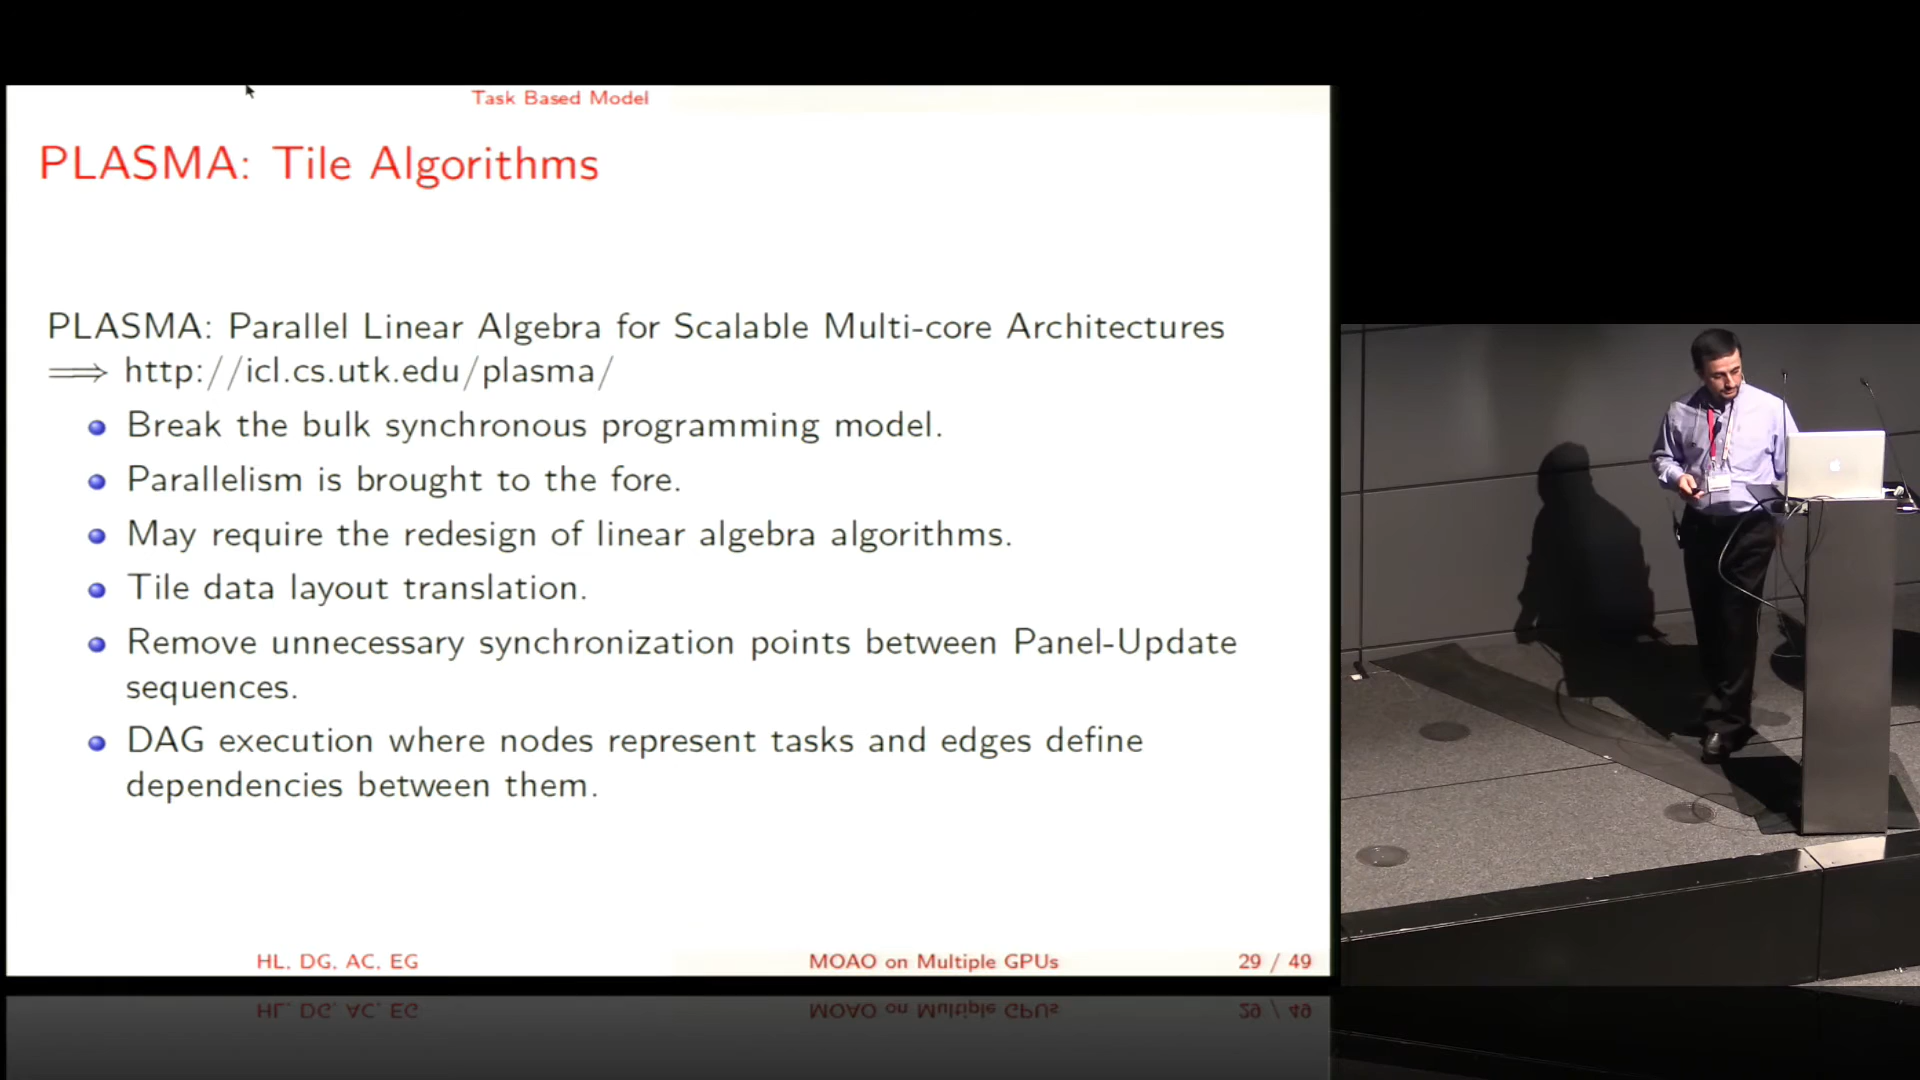 Task Based Model
PLASMA: Tile Algorithms
PLASMA: Parallel Linear Algebra for Scalable Multi-core Architectures
⟹ http://icl.cs.utk.edu/plasma/
Break the bulk synchronous programming model.
Parallelism is brought to the fore.
May require the redesign of linear algebra algorithms.
Tile data layout translation.
Remove unnecessary synchronization points between Panel-Update
sequences.
DAG execution where nodes represent tasks and edges define
dependencies between them.
HL, DG, AC, EG MOAO on Multiple GPUs 29 / 49